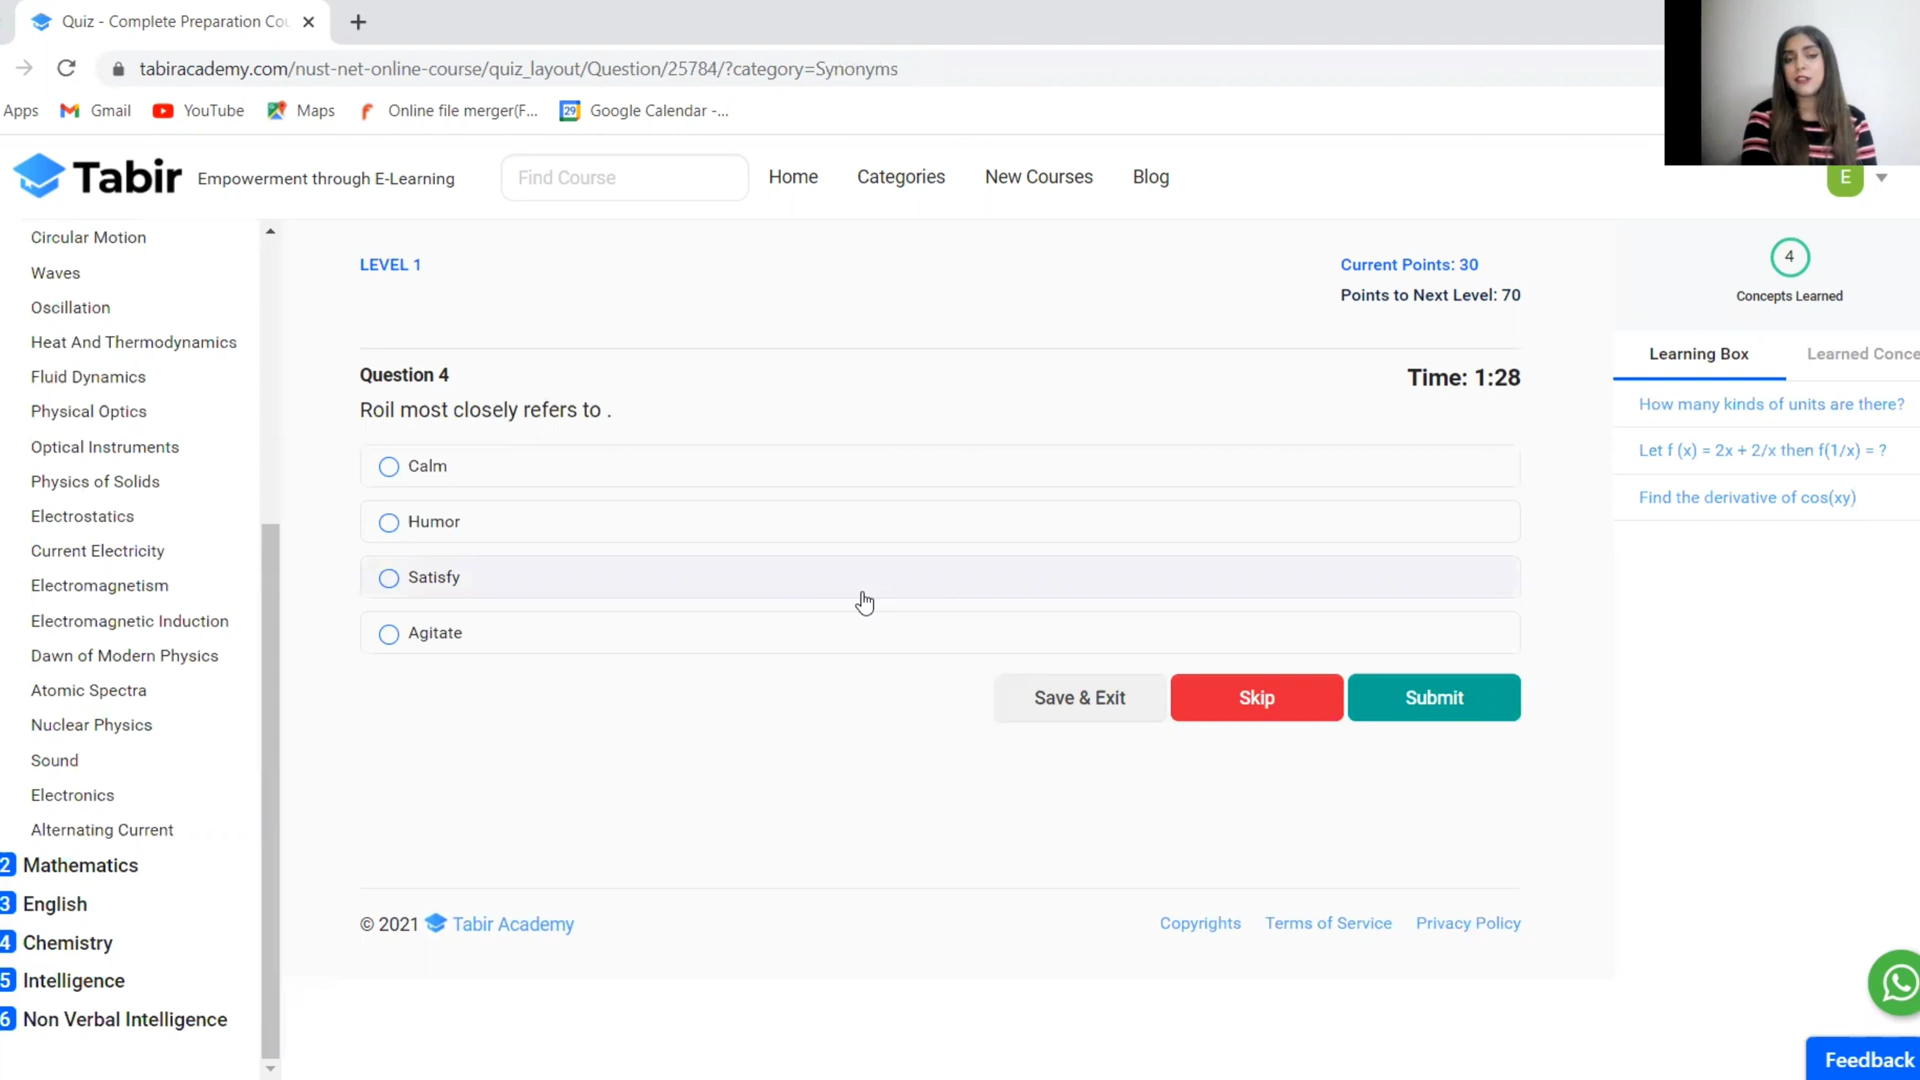 Quiz - Complete Preparation Cou
tabiracademy.com/nust-net-online-course/quiz_layout/Question/25784/?category=Synonyms
Apps Gmail YouTube Maps Online file merger(F... 29 Google Calendar -...
Tabir Empowerment through E-Learning Find Course Home Categories New Courses Blog E
Circular Motion
Waves
Oscillation
Heat And Thermodynamics
Fluid Dynamics
Physical Optics
Optical Instruments
Physics of Solids
Electrostatics
Current Electricity
Electromagnetism
Electromagnetic Induction
Dawn of Modern Physics
Atomic Spectra
Nuclear Physics
Sound
Electronics
Alternating Current
2 Mathematics
3 English
4 Chemistry
5 Intelligence
6 Non Verbal Intelligence
LEVEL 1
Current Points: 30
Points to Next Level: 70
Question 4
Time: 1:28
Roil most closely refers to .
Calm
Humor
Satisfy
Agitate
Save & Exit Skip Submit
© 2021 Tabir Academy
Copyrights Terms of Service Privacy Policy
4
Concepts Learned
Learning Box Learned Conce
How many kinds of units are there?
Let f (x) = 2x + 2/x then f(1/x) = ?
Find the derivative of cos(xy)
Feedback